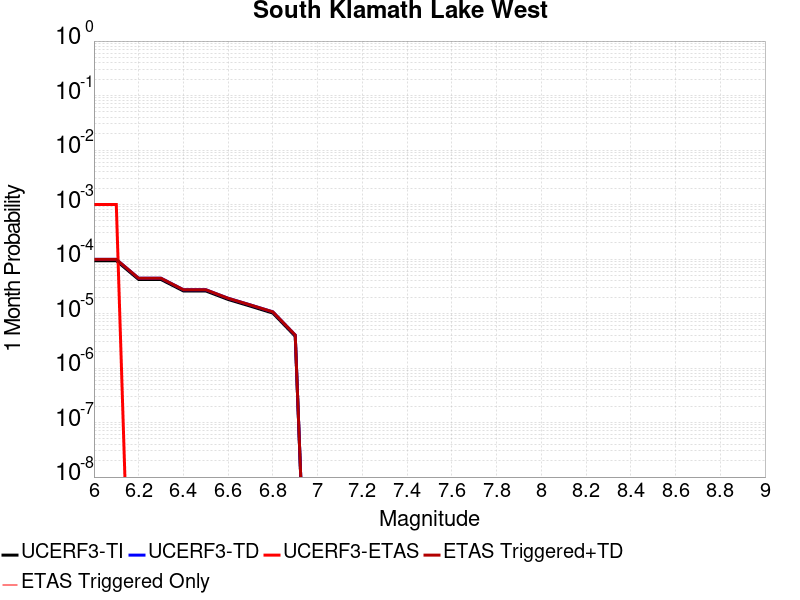 South Klamath Lake West
10^0
10^-1
10^-2
10^-3
10^-4
10^-5
10^-6
10^-7
10^-8
1 Month Probability
6 6.2 6.4 6.6 6.8 7 7.2 7.4 7.6 7.8 8 8.2 8.4 8.6 8.8 9
Magnitude
UCERF3-TI UCERF3-TD UCERF3-ETAS ETAS Triggered+TD
ETAS Triggered Only